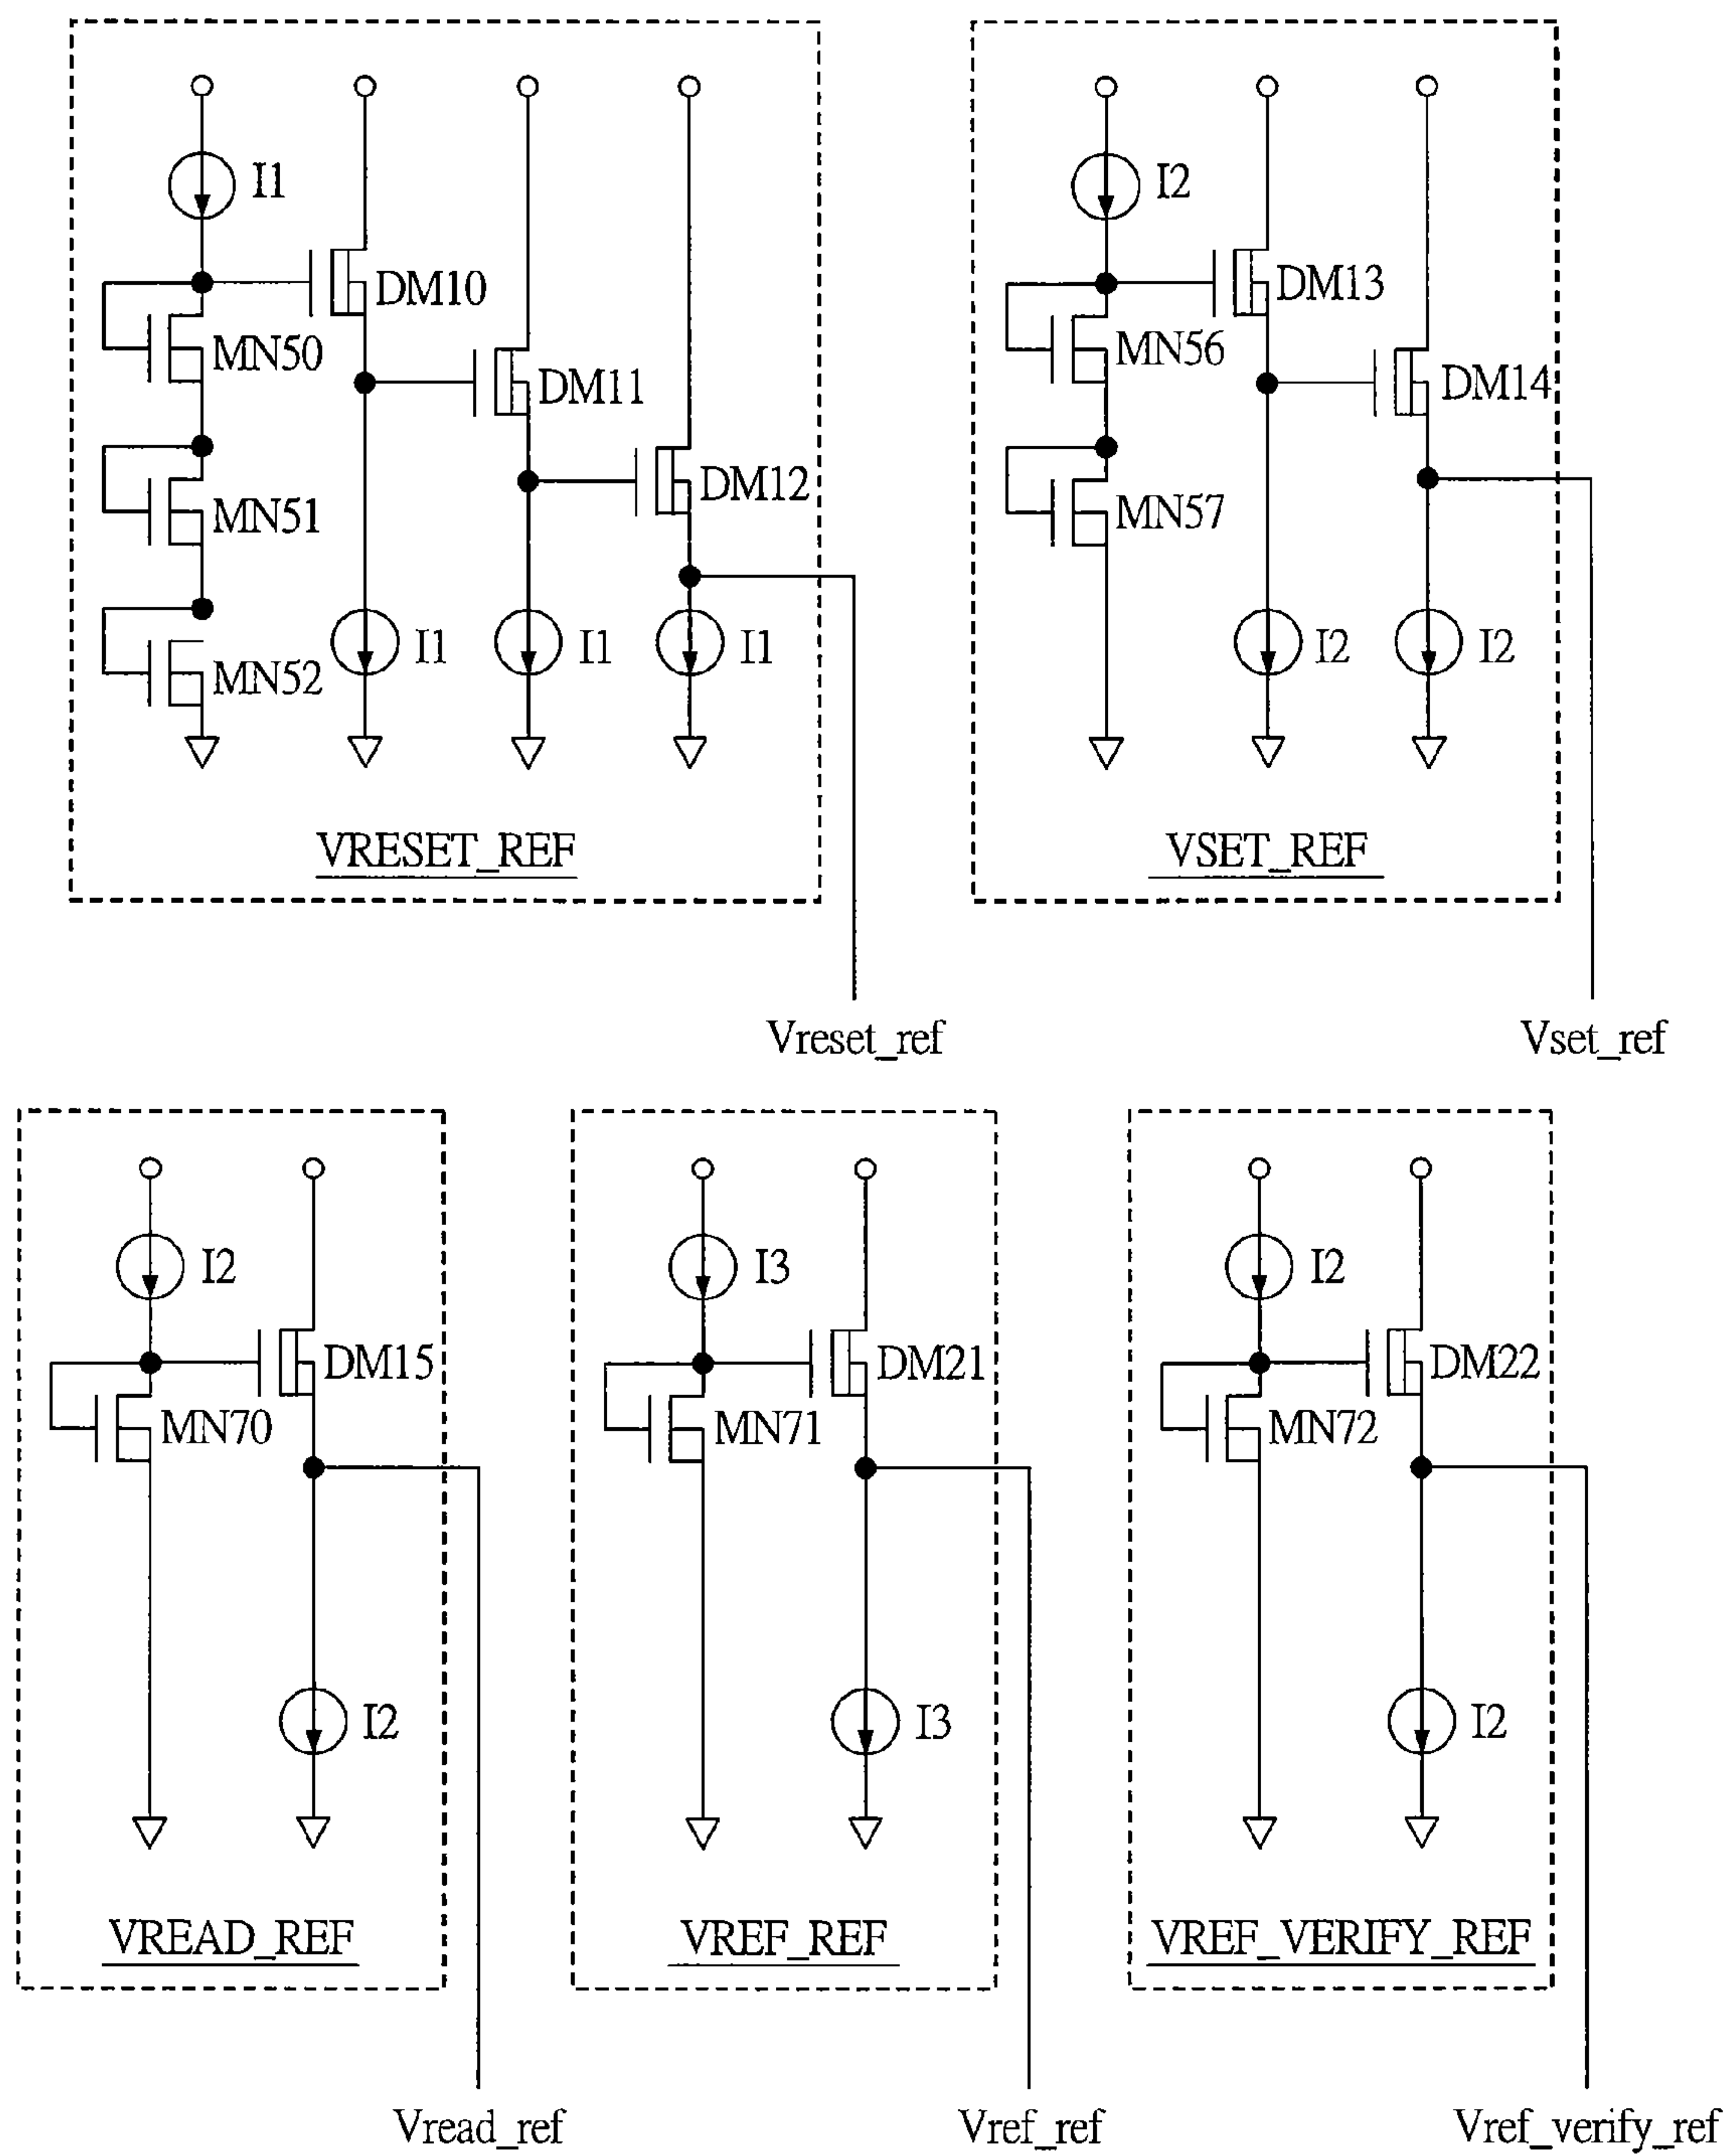 I1
DM10
MN50
DM11
DM12
MN51
MN52
I1
I1
I1
VRESET_REF
Vreset_ref
I2
DM13
MN56
DM14
MN57
I2
I2
VSET_REF
Vset_ref
I2
DM15
MN70
I2
VREAD_REF
Vread_ref
I3
DM21
MN71
I3
VREF_REF
Vref_ref
I2
DM22
MN72
I2
VREF_VERIFY_REF
Vref_verify_ref